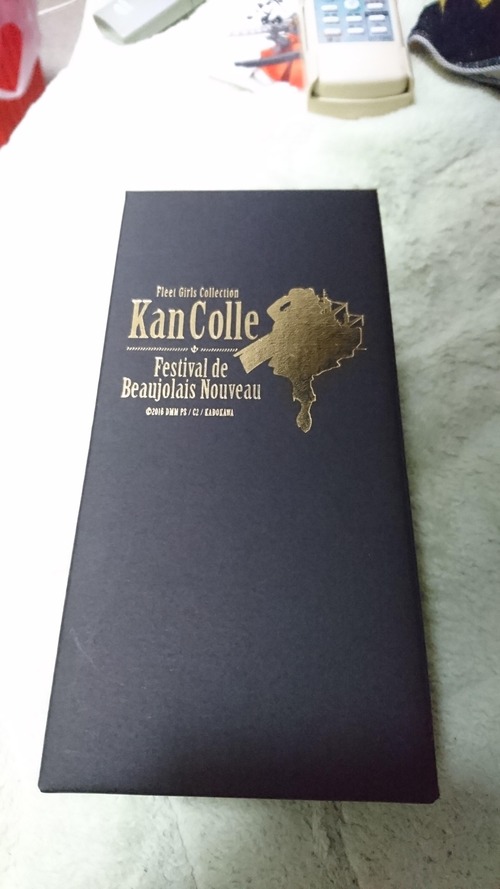 Fleet Girls Collection
KanColle
Festival de
Beaujolais Nouveau
©2016 DMM PS / C2 / KADOKAWA